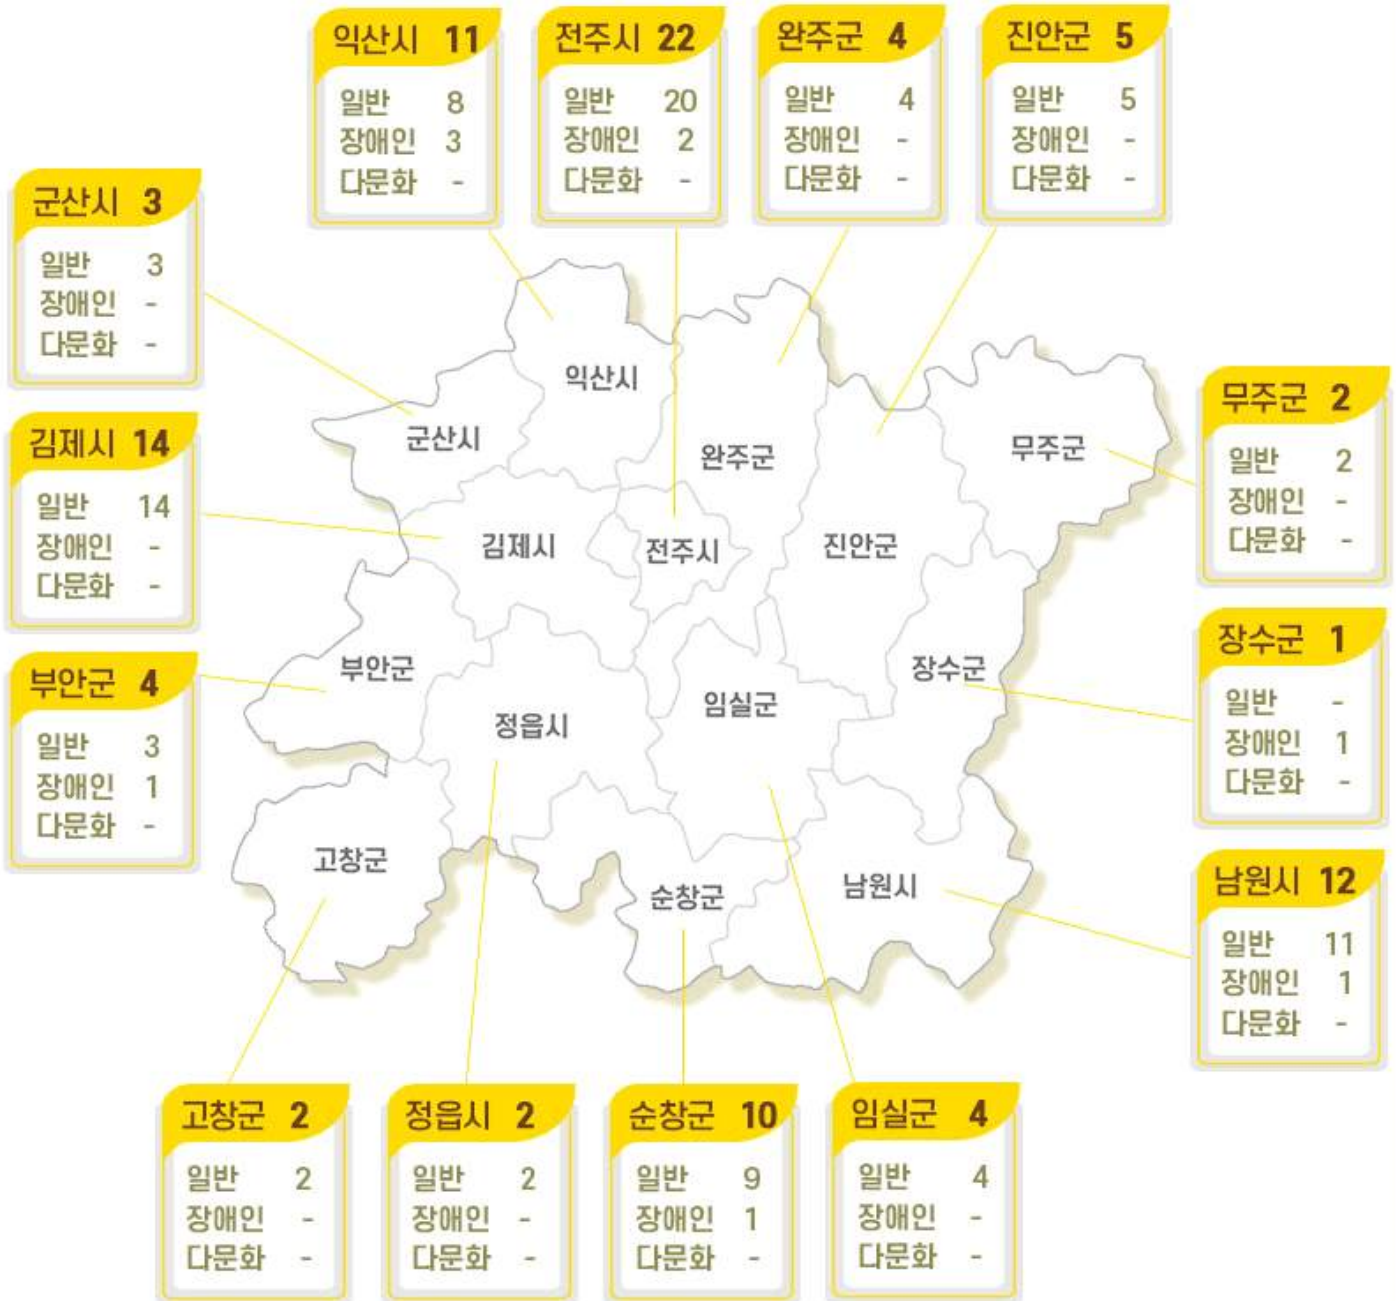 익산시 11
일반 8
장애인 3
다문화 -
전주시 22
일반 20
장애인 2
다문화 -
완주군 4
일반 4
장애인 -
다문화 -
진안군 5
일반 5
장애인 -
다문화 -
군산시 3
일반 3
장애인 -
다문화 -
김제시 14
일반 14
장애인 -
다문화 -
부안군 4
일반 3
장애인 1
다문화 -
무주군 2
일반 2
장애인 -
다문화 -
장수군 1
일반 -
장애인 1
다문화 -
남원시 12
일반 11
장애인 1
다문화 -
익산시
군산시
완주군
무주군
김제시
전주시
진안군
부안군
장수군
정읍시
임실군
고창군
순창군
남원시
고창군 2
일반 2
장애인 -
다문화 -
정읍시 2
일반 2
장애인 -
다문화 -
순창군 10
일반 9
장애인 1
다문화 -
임실군 4
일반 4
장애인 -
다문화 -